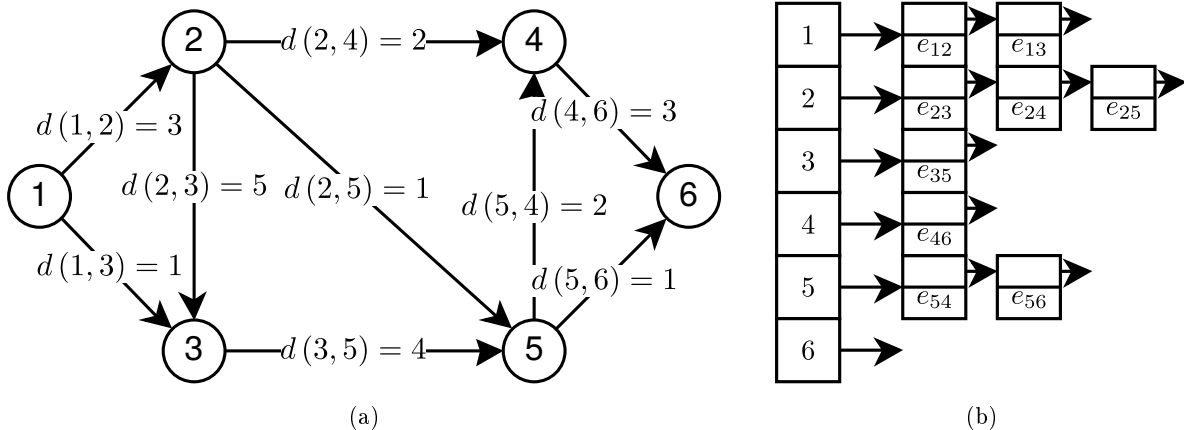 2
4
d (2, 4) = 2
d (1, 2) = 3
d (4, 6) = 3
1
d (2, 3) = 5
d (2, 5) = 1
d (5, 4) = 2
6
d (1, 3) = 1
d (5, 6) = 1
3
5
d (3, 5) = 4
(a)
1
e12
e13
2
e23
e24
e25
3
e35
4
e46
5
e54
e56
6
(b)